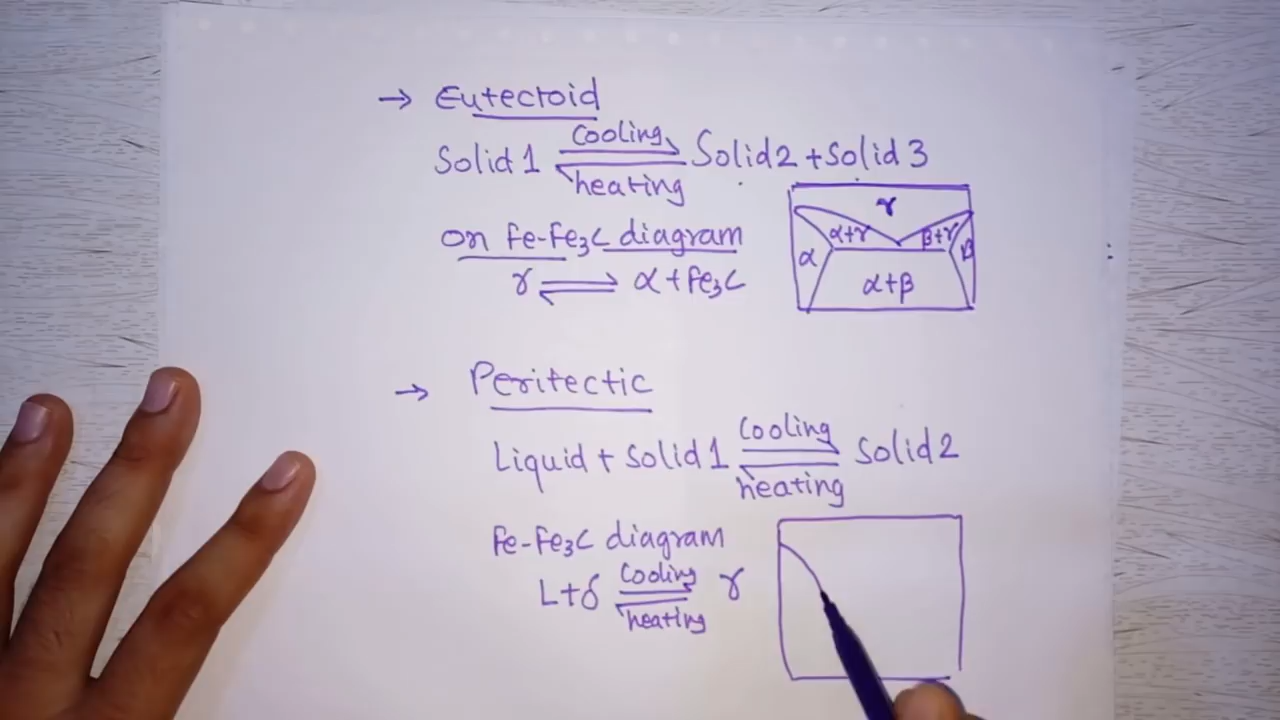 → Eutectoid
Solid 1 ⇌ Solid 2 + Solid 3
cooling
heating
γ
α+γ
β+γ
α
β
α+β
on Fe-Fe₃C diagram
γ ⇌ α + Fe₃C
→ Peritectic
Liquid + Solid 1 ⇌ Solid 2
cooling
heating
Fe-Fe₃C diagram
L+δ ⇌ γ
cooling
heating